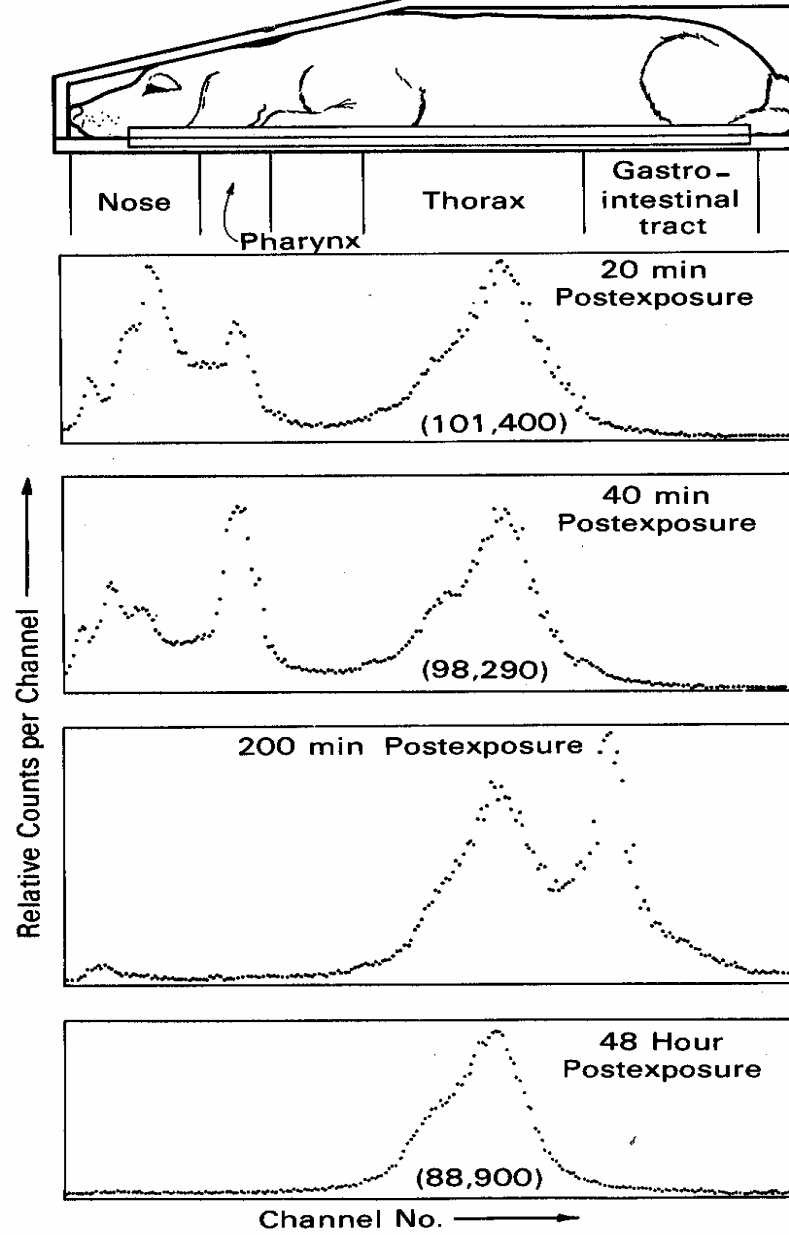 Nose
Pharynx
Thorax
Gastro-
intestinal
tract
20 min
Postexposure
(101,400)
40 min
Postexposure
(98,290)
200 min Postexposure
48 Hour
Postexposure
(88,900)
Relative Counts per Channel
Channel No.